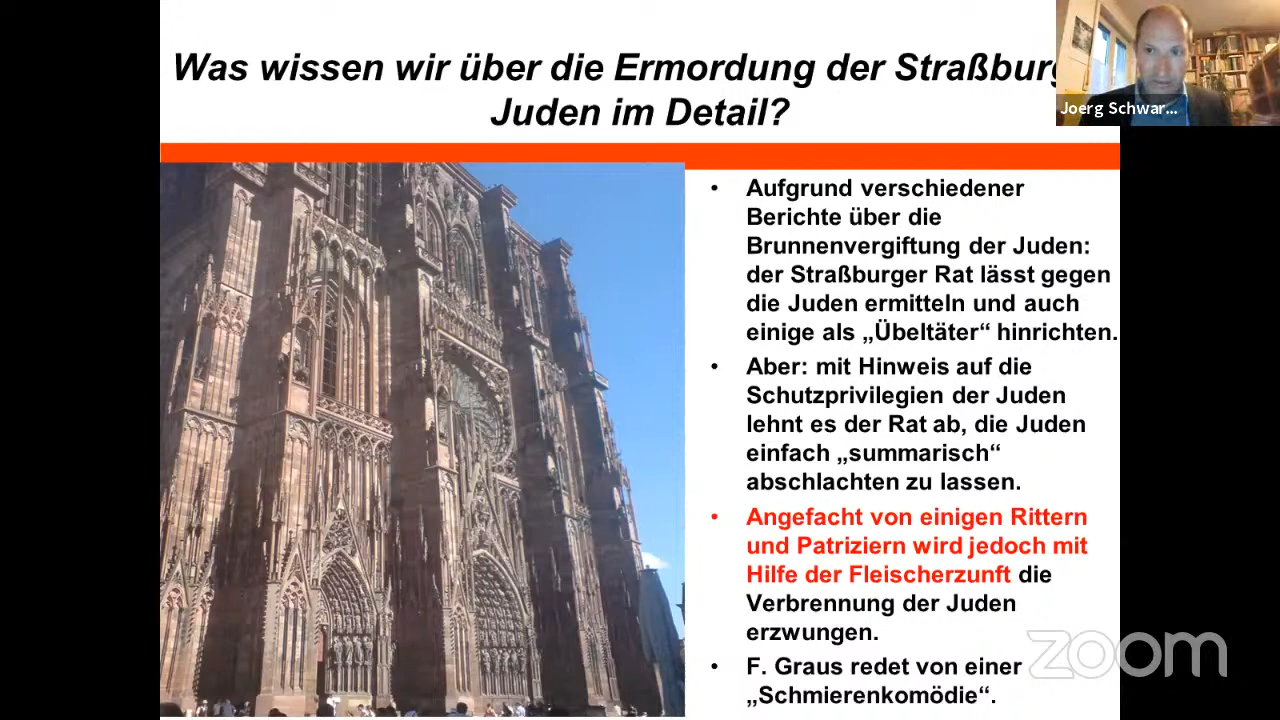 Was wissen wir über die Ermordung der Straßburg
Juden im Detail?
Joerg Schwar...
• Aufgrund verschiedener
Berichte über die
Brunnenvergiftung der Juden:
der Straßburger Rat lässt gegen
die Juden ermitteln und auch
einige als „Übeltäter“ hinrichten.
• Aber: mit Hinweis auf die
Schutzprivilegien der Juden
lehnt es der Rat ab, die Juden
einfach „summarisch“
abschlachten zu lassen.
• Angefacht von einigen Rittern
und Patriziern wird jedoch mit
Hilfe der Fleischerzunft die
Verbrennung der Juden
erzwungen.
• F. Graus redet von einer
„Schmierenkomödie“.
zoom